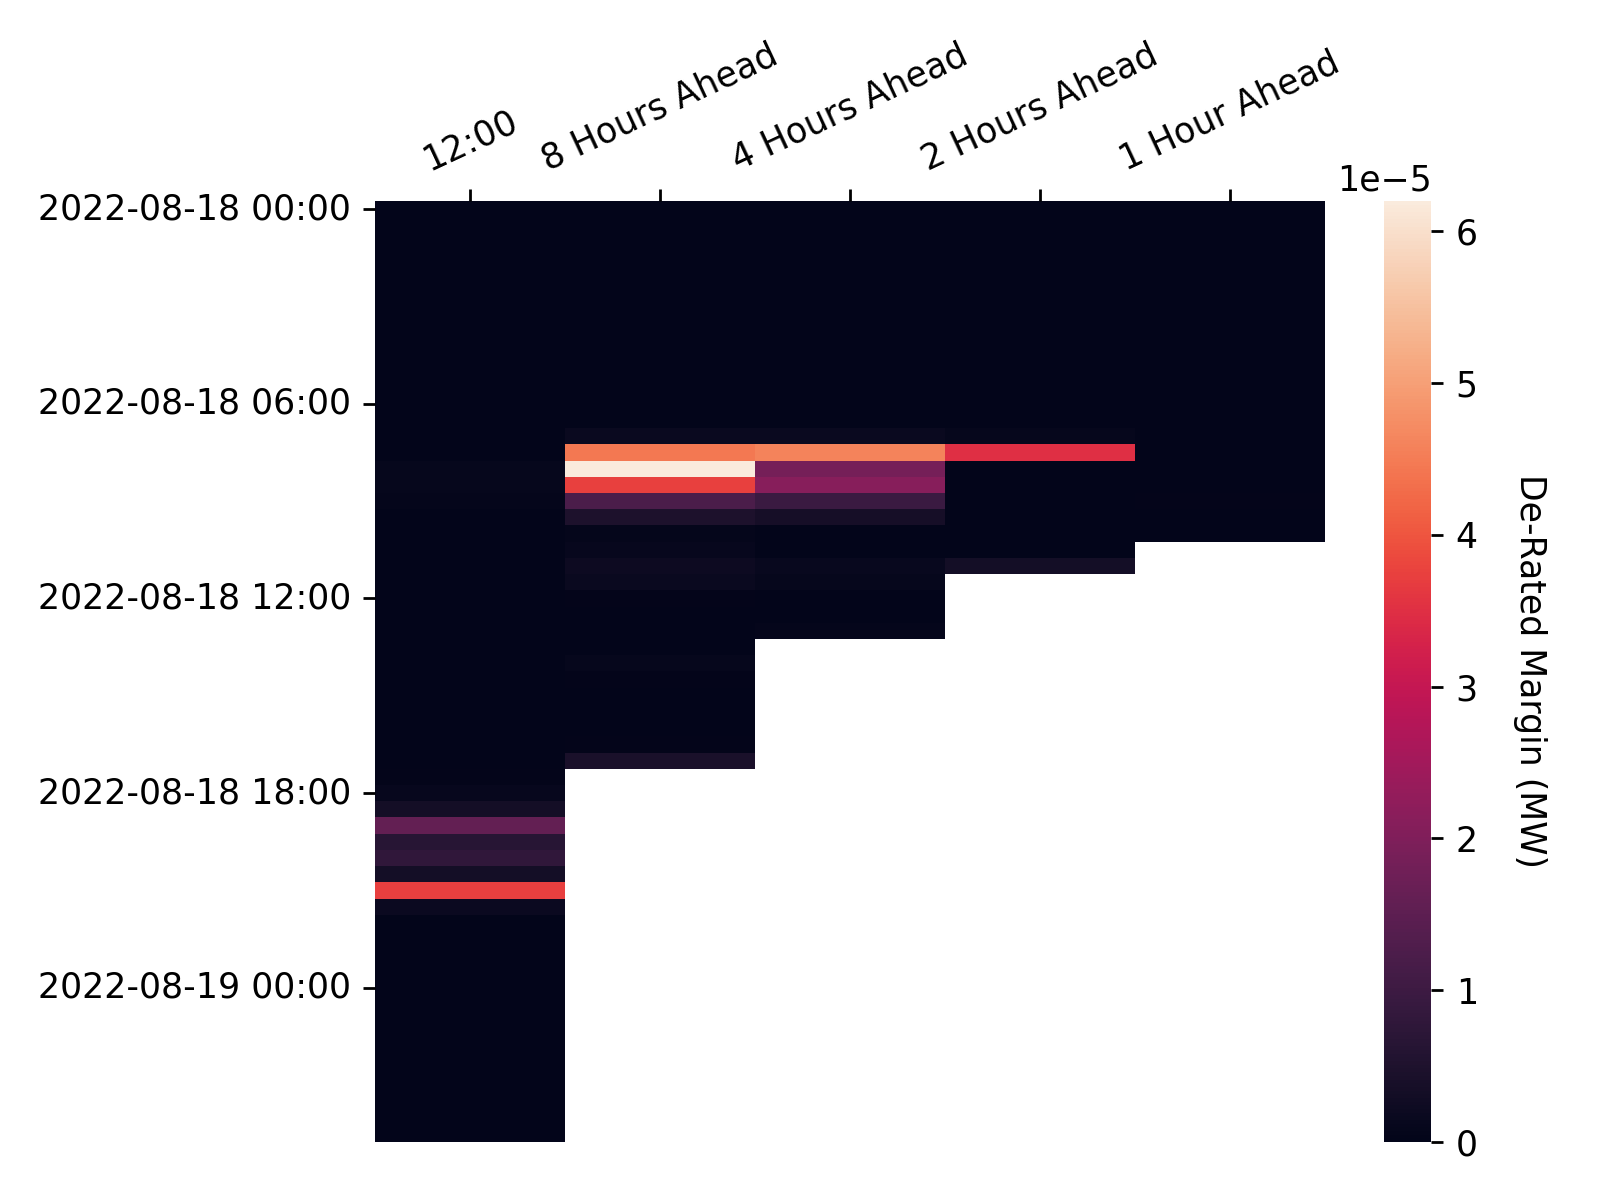 12:00
8 Hours Ahead
4 Hours Ahead
2 Hours Ahead
1 Hour Ahead
1e−5
2022-08-18 00:00
2022-08-18 06:00
2022-08-18 12:00
2022-08-18 18:00
2022-08-19 00:00
6
5
4
3
2
1
0
De-Rated Margin (MW)